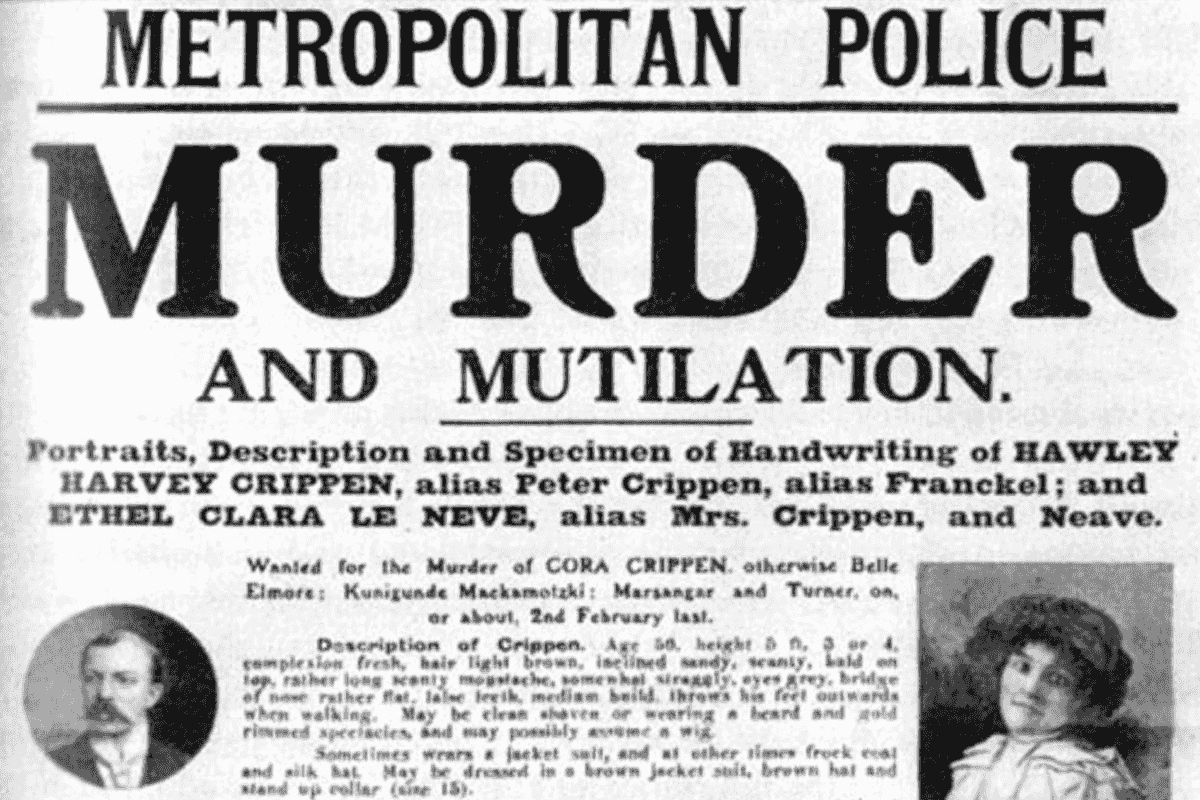 METROPOLITAN POLICE
MURDER
AND MUTILATION.
Portraits, Description and Specimen of Handwriting of HAWLEY
HARVEY CRIPPEN, alias Peter Crippen, alias Franckel; and
ETHEL CLARA LE NEVE, alias Mrs. Crippen, and Neave.
Wanted for the Murder of CORA CRIPPEN, otherwise Belle
Elmore; Kunigunde Mackamotzki; Marsangar and Turner, on,
or about, 2nd February last.
Description of Crippen. Age 50, height 5 ft. 3 or 4,
complexion fresh, hair light brown, inclined sandy, scanty, bald on
top, rather long scanty moustache, somewhat straggly, eyes grey, bridge
of nose rather flat, false teeth, medium build, throws his feet outwards
when walking. May be clean shaven or wearing a beard and gold
rimmed spectacles, and may possibly assume a wig.
Sometimes wears a jacket suit, and at other times frock coat
and silk hat. May be dressed in a brown jacket suit, brown hat and
stand up collar (size 15).